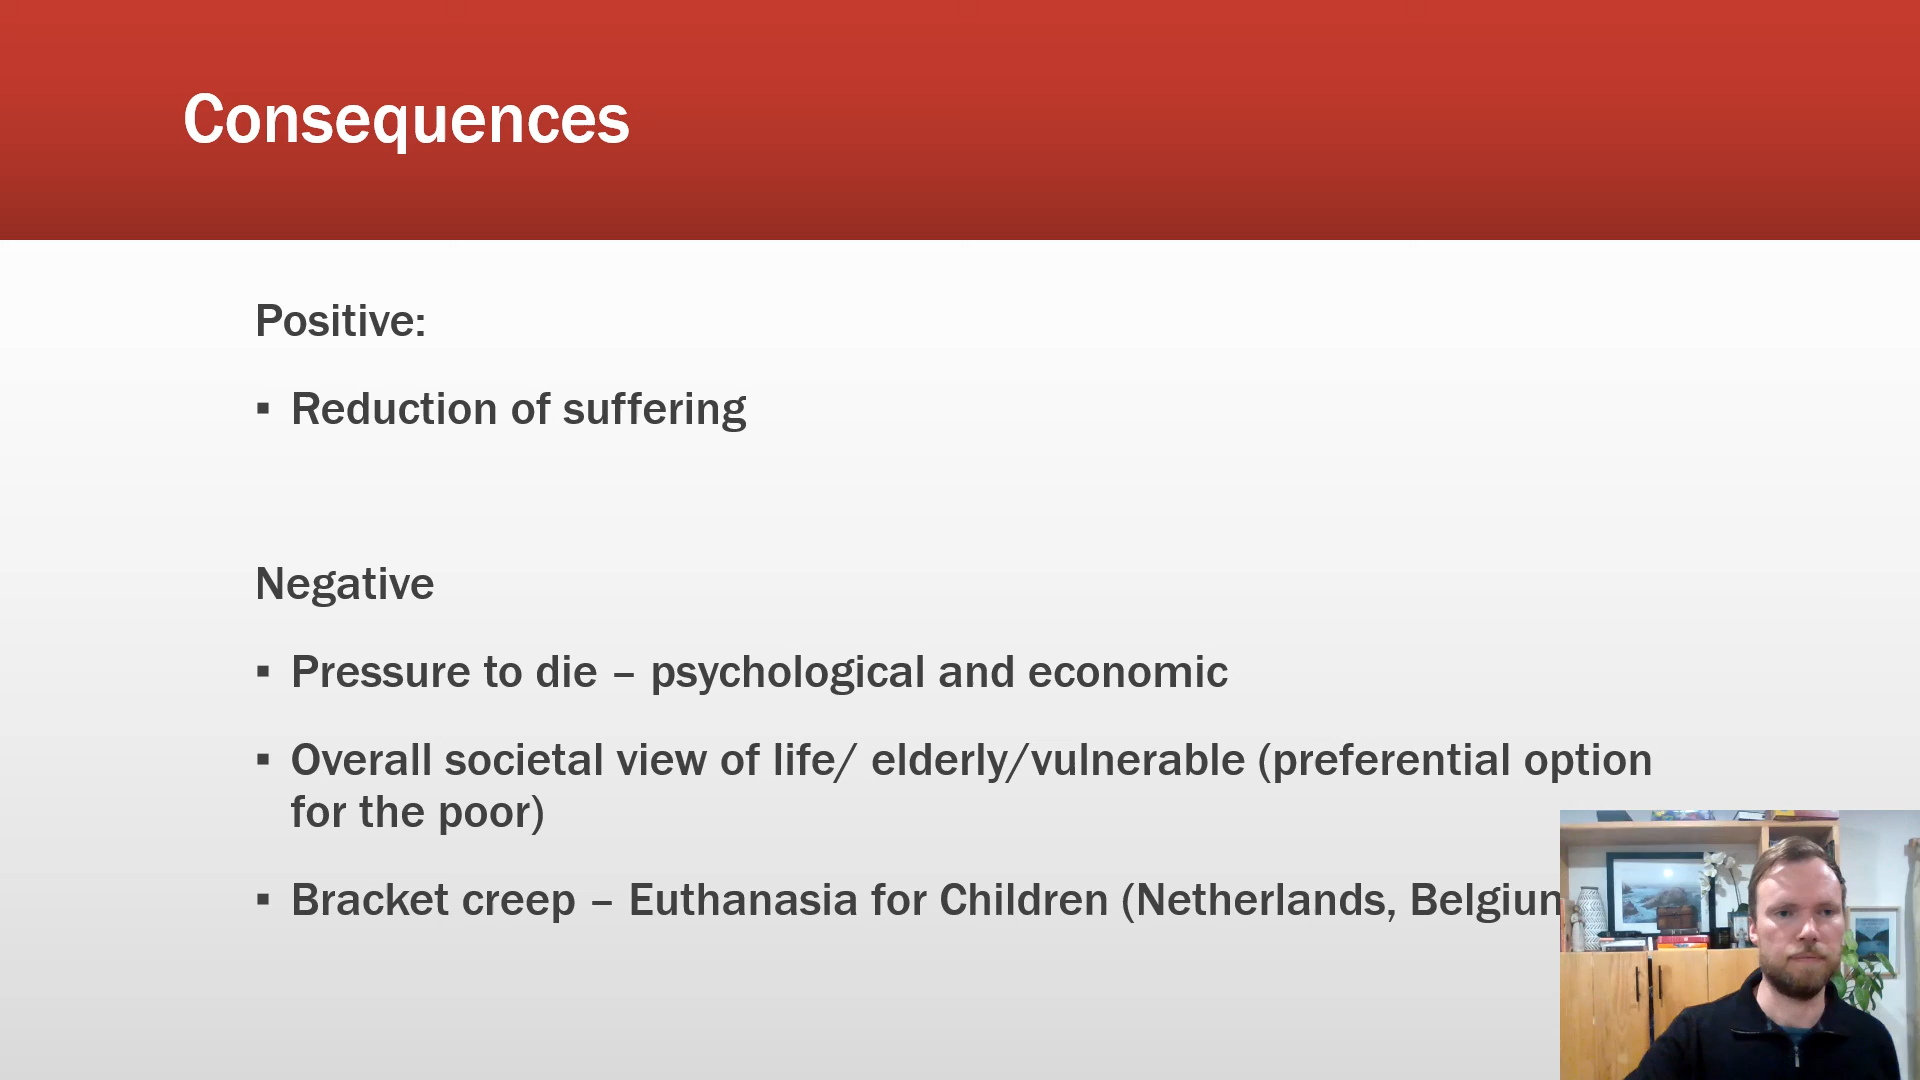 Consequences
Positive:
▪ Reduction of suffering
Negative
▪ Pressure to die – psychological and economic
▪ Overall societal view of life/ elderly/vulnerable (preferential option
for the poor)
▪ Bracket creep – Euthanasia for Children (Netherlands,